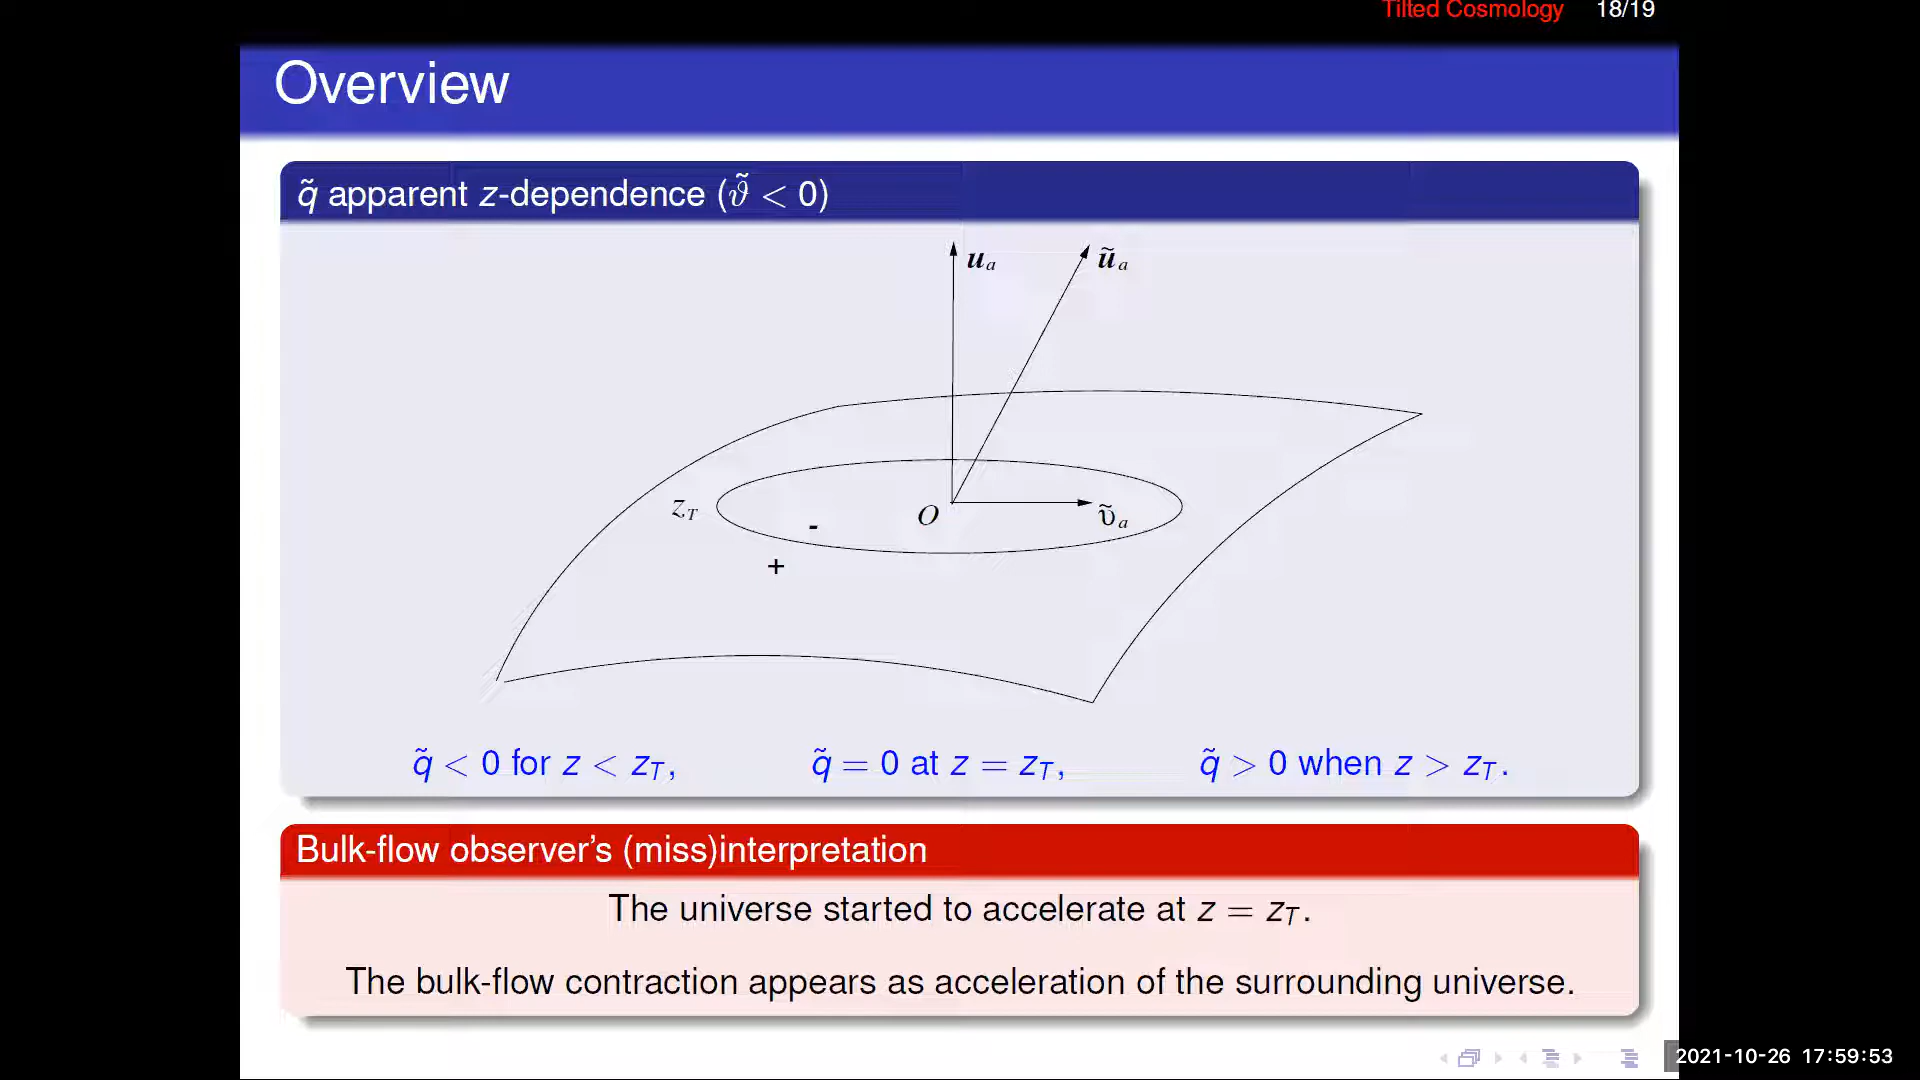 Tilted Cosmology 18/19
Overview
q̃ apparent z-dependence (ϑ̃ < 0)
u_a ũ_a
z_T - O ṽ_a
+
q̃ < 0 for z < z_T, q̃ = 0 at z = z_T, q̃ > 0 when z > z_T.
Bulk-flow observer's (miss)interpretation
The universe started to accelerate at z = z_T.
The bulk-flow contraction appears as acceleration of the surrounding universe.
2021-10-26 17:59:53